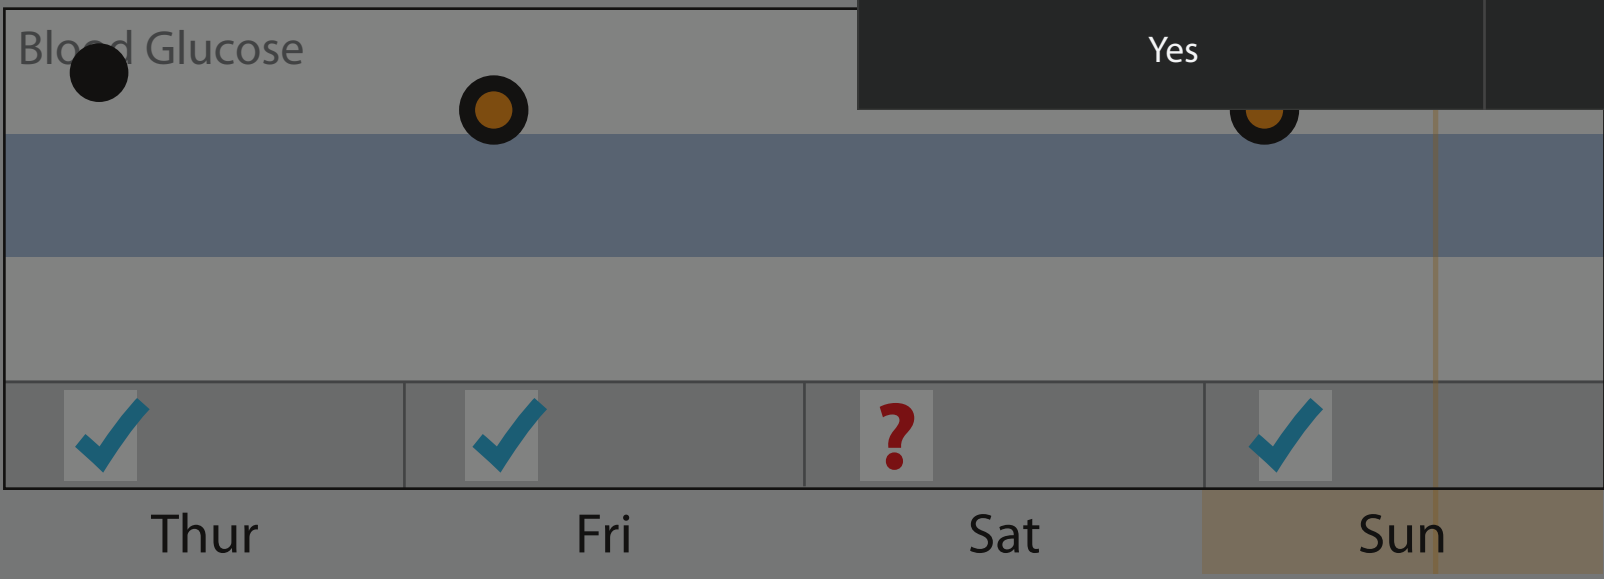 Blood Glucose
Yes
?
Thur
Fri
Sat
Sun